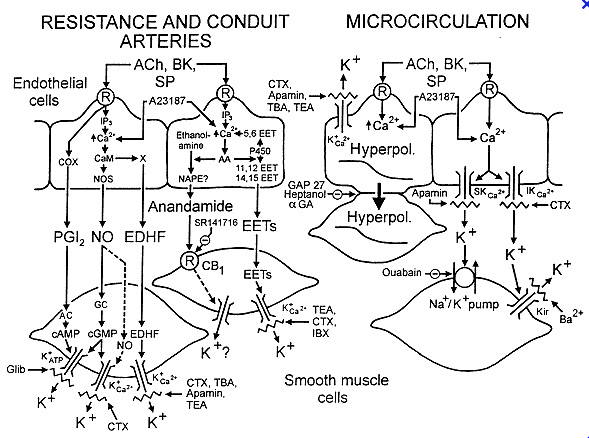 RESISTANCE AND CONDUIT
ARTERIES
MICROCIRCULATION
Endothelial
cells
ACh, BK,
SP
R
R
A23187
IP₃
Ca²⁺
CaM
X
COX
NOS
IP₃
Ca²⁺
5,6 EET
Ethanol-
amine
P450
AA
11,12 EET
14,15 EET
NAPE?
Anandamide
SR141716
PGI₂
NO
EDHF
EETs
R
CB₁
EETs
AC
cAMP
GC
cGMP
NO
EDHF
K⁺ATP
Glib
K⁺Ca²⁺
K⁺Ca²⁺
K⁺
K⁺
CTX
K⁺
CTX, TBA,
Apamin,
TEA
K⁺?
K⁺Ca²⁺
TEA,
CTX,
IBX
K⁺
Smooth muscle
cells
K⁺
ACh, BK,
SP
CTX,
Apamin,
TBA, TEA
R
R
A23187
K⁺Ca²⁺
Ca²⁺
Ca²⁺
Hyperpol.
GAP 27
Heptanol
α GA
Hyperpol.
Apamin
SKCa²⁺
IKCa²⁺
CTX
K⁺
K⁺
Ouabain
Na⁺/K⁺pump
Kir
K⁺
Ba²⁺